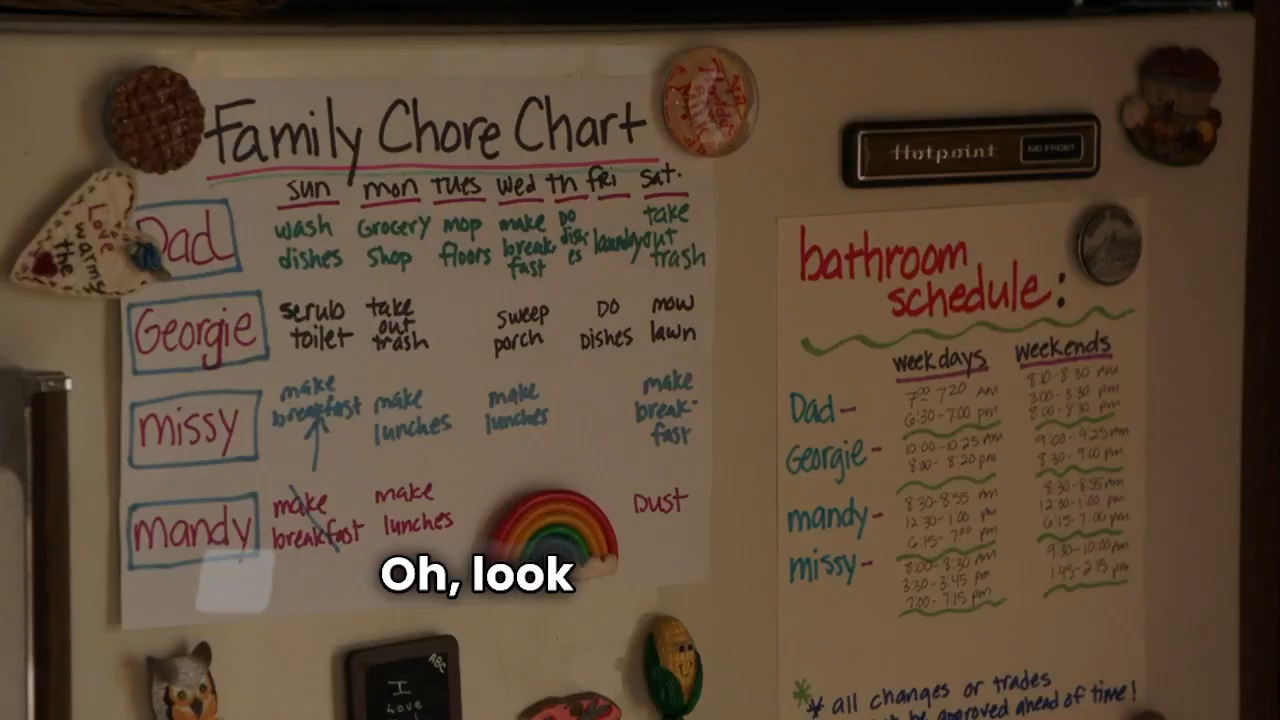 Family Chore Chart
sun mon Tues wed th fri sat.
Dad
wash dishes
Grocery shop
mop floors
make break-fast
Do dishes
laundry
take out trash
Georgie
scrub toilet
take out trash
sweep porch
Do Dishes
mow lawn
missy
make breakfast
make lunches
make lunches
make break-fast
mandy
make breakfast
make lunches
Dust
Love
warms
the
Hotpoint
NO FROST
bathroom
schedule:
weekdays weekends
Dad-
7:00-7:20 AM
6:30-7:00 pm
8:10-8:30 AM
3:00-3:30 pm
8:00-8:30 pm
Georgie-
10:00-10:25 AM
8:00-8:20 pm
9:00-9:25 AM
8:30-9:00 pm
mandy-
8:30-8:55 AM
12:30-1:00 pm
6:15-7:00 pm
8:30-8:55 AM
12:30-1:00 pm
6:15-7:00 pm
missy-
8:00-8:30 AM
3:30-3:45 pm
7:00-7:15 pm
9:30-10:00 AM
1:45-2:15 pm
* all changes or trades
be approved ahead of time!
ABC
I
Love
Oh, look